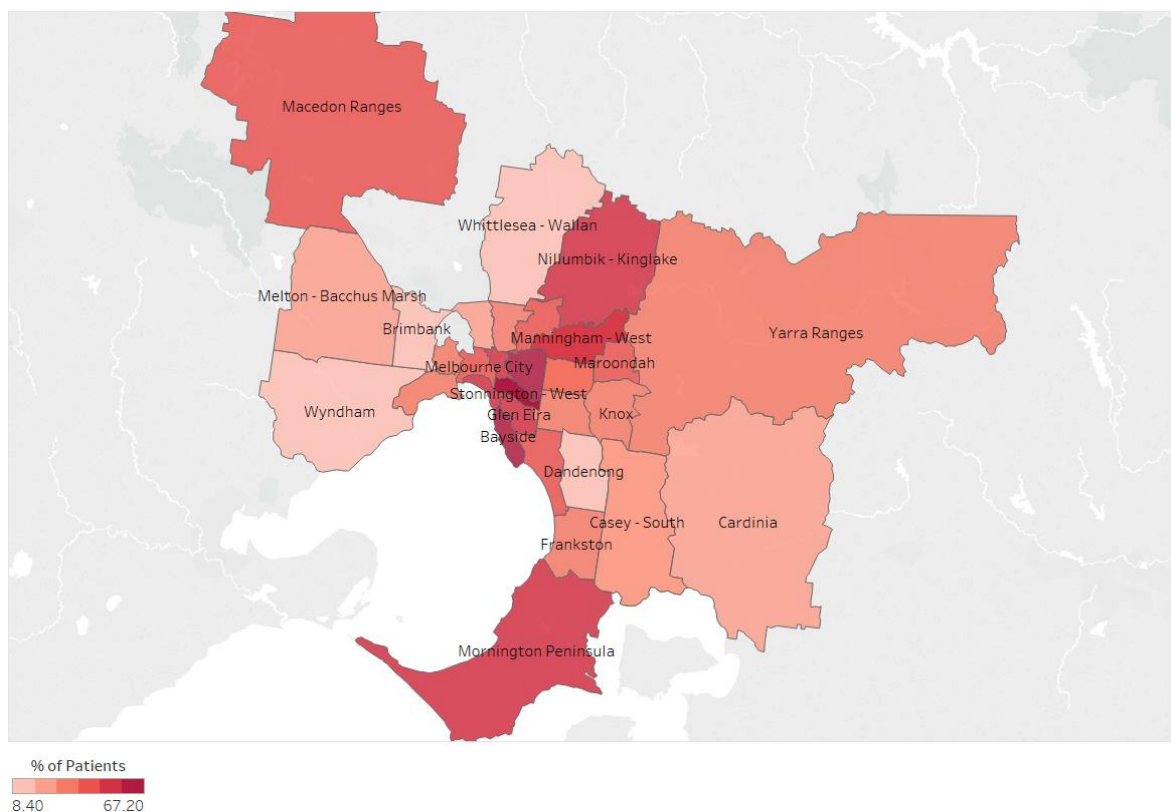 Macedon Ranges
Whittlesea - Wallan
Nillumbik - Kinglake
Melton - Bacchus Marsh
Brimbank
Yarra Ranges
Manningham - West
Maroondah
Melbourne City
Stonnington - West
Wyndham
Glen Eira
Knox
Bayside
Dandenong
Casey - South
Cardinia
Frankston
Mornington Peninsula
% of Patients
8.40 67.20